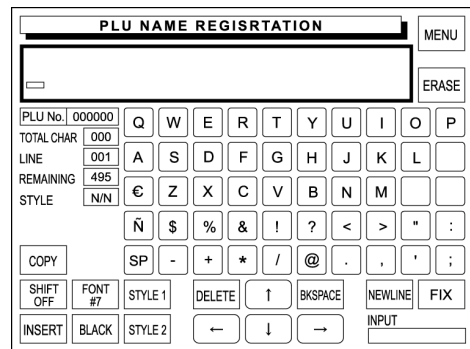 PLU NAME REGISRTATION
MENU
ERASE
PLU No. 000000
TOTAL CHAR 000
LINE 001
REMAINING 495
STYLE N/N
Q W E R T Y U I O P
A S D F G H J K L
€ Z X C V B N M
Ñ $ % & ! ? < > " :
COPY SP - + * / @ . , ' ;
SHIFT OFF FONT #7 STYLE 1 DELETE ↑ BKSPACE NEWLINE FIX
INSERT BLACK STYLE 2 ← ↓ → INPUT